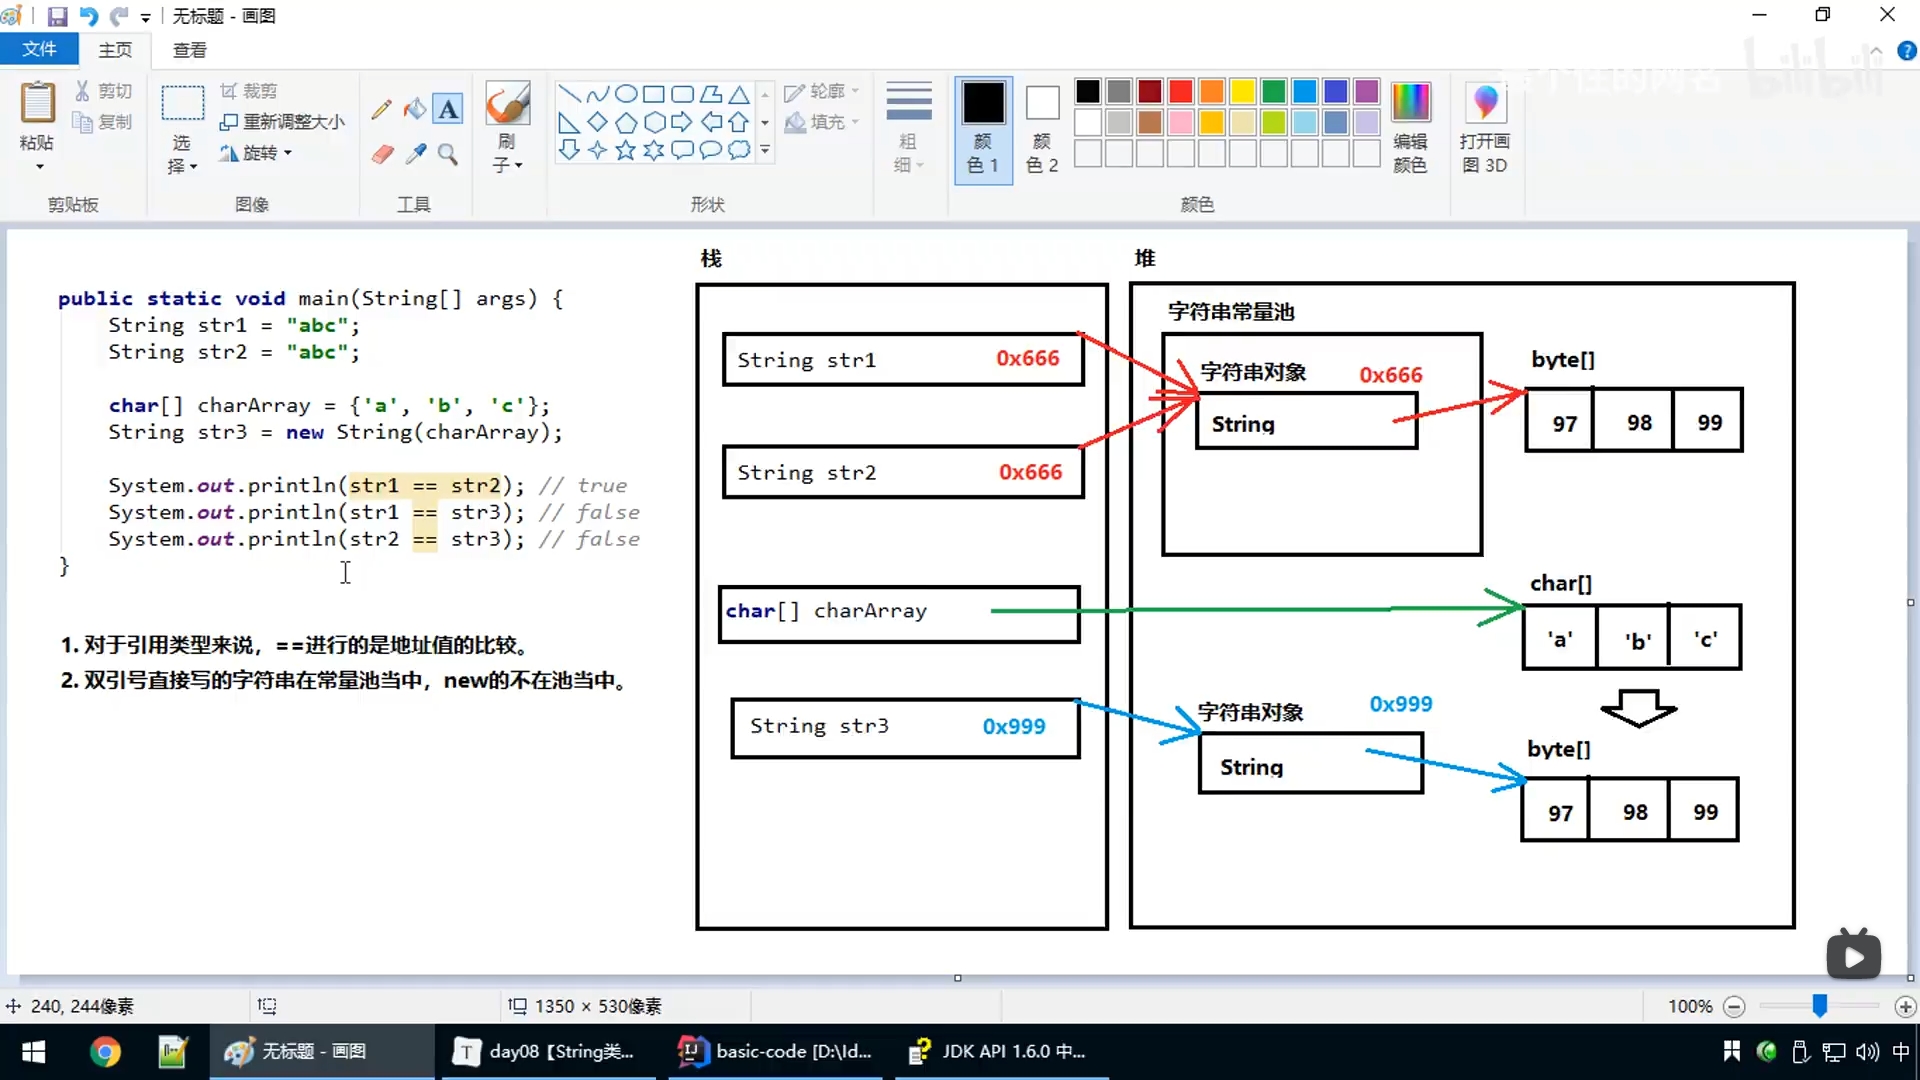 无标题 - 画图
文件
主页
查看
粘贴
剪切
复制
剪贴板
选择
裁剪
重新调整大小
旋转
图像
A
工具
刷子
形状
轮廓
填充
粗细
颜色 1
颜色 2
颜色
编辑颜色
打开画图 3D
bilibili
public static void main(String[] args) {
String str1 = "abc";
String str2 = "abc";
char[] charArray = {'a', 'b', 'c'};
String str3 = new String(charArray);
System.out.println(str1 == str2); // true
System.out.println(str1 == str3); // false
System.out.println(str2 == str3); // false
}
1. 对于引用类型来说，==进行的是地址值的比较。
2. 双引号直接写的字符串在常量池当中，new的不在池当中。
栈
String str1 0x666
String str2 0x666
char[] charArray
String str3 0x999
堆
字符串常量池
字符串对象 0x666
String
byte[]
97 98 99
char[]
'a' 'b' 'c'
字符串对象 0x999
String
byte[]
97 98 99
240, 244像素
1350 × 530像素
100%
无标题 - 画图
T day08【String类...
basic-code [D:\Id...
JDK API 1.6.0 中...
中